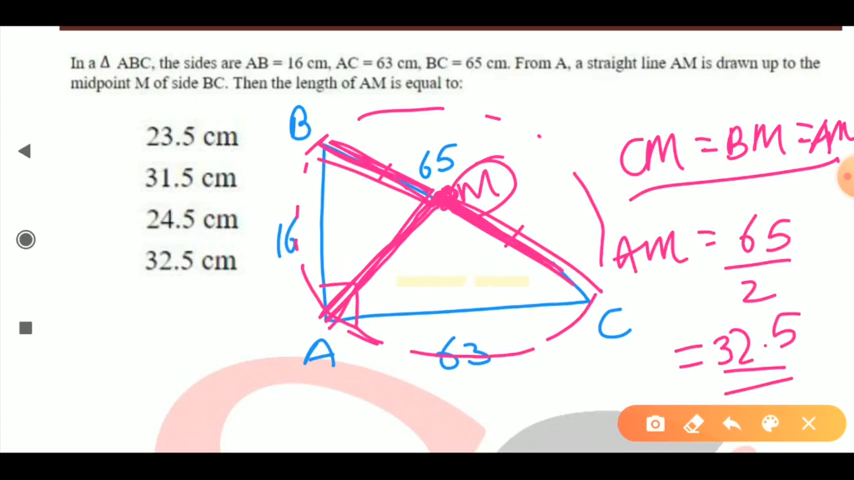 In a Δ ABC, the sides are AB = 16 cm, AC = 63 cm, BC = 65 cm. From A, a straight line AM is drawn up to the
midpoint M of side BC. Then the length of AM is equal to:
23.5 cm
31.5 cm
24.5 cm
32.5 cm
B
65
M
16
A
63
C
CM = BM = AM
AM = 65/2
= 32.5